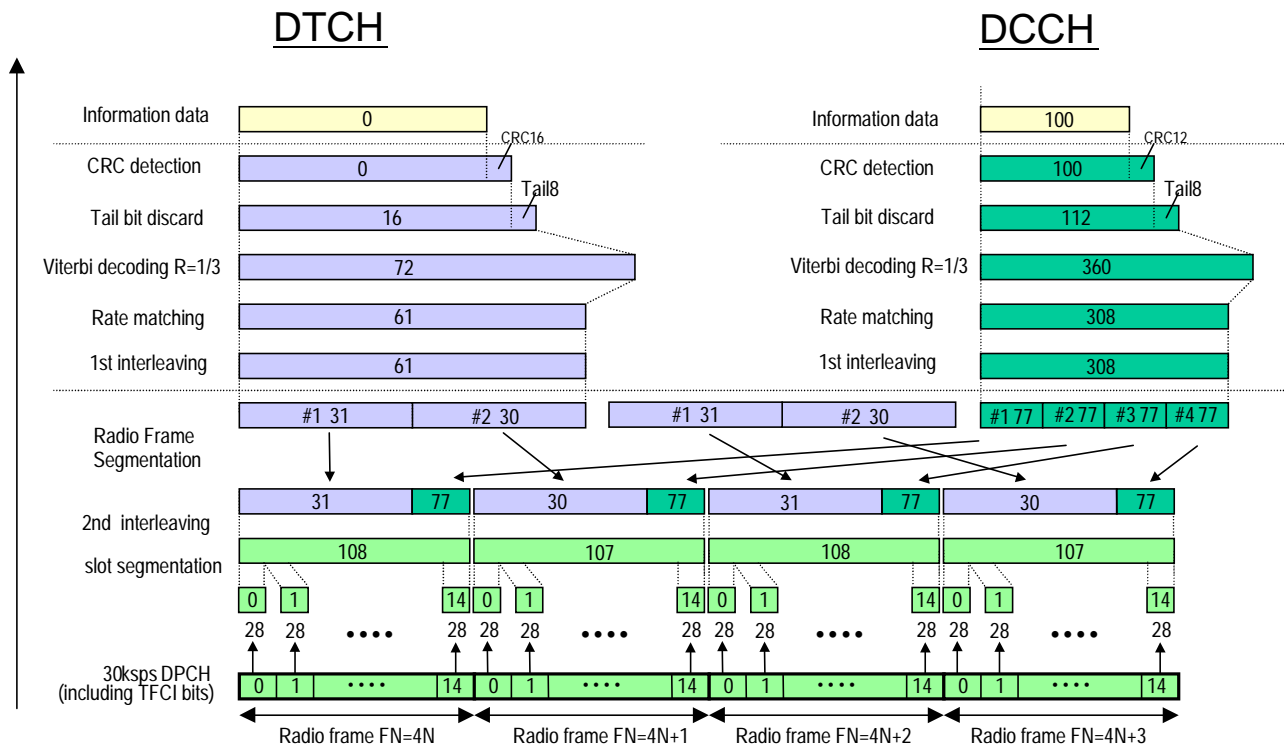 DTCH DCCH
Information data 0 Information data 100
CRC16 CRC12
CRC detection 0 CRC detection 100
Tail8 Tail8
Tail bit discard 16 Tail bit discard 112
Viterbi decoding R=1/3 72 Viterbi decoding R=1/3 360
Rate matching 61 Rate matching 308
1st interleaving 61 1st interleaving 308
#1 31 #2 30 #1 31 #2 30 #1 77 #2 77 #3 77 #4 77
Radio Frame
Segmentation
31 77 30 77 31 77 30 77
2nd interleaving
108 107 108 107
slot segmentation
0 1 14 0 1 14 0 1 14 0 1 14
28 28 •••• 28 28 28 •••• 28 28 28 •••• 28 28 28 •••• 28
30ksps DPCH
(including TFCI bits)
0 1 •••• 14 0 1 •••• 14 0 1 •••• 14 0 1 •••• 14
Radio frame FN=4N Radio frame FN=4N+1 Radio frame FN=4N+2 Radio frame FN=4N+3